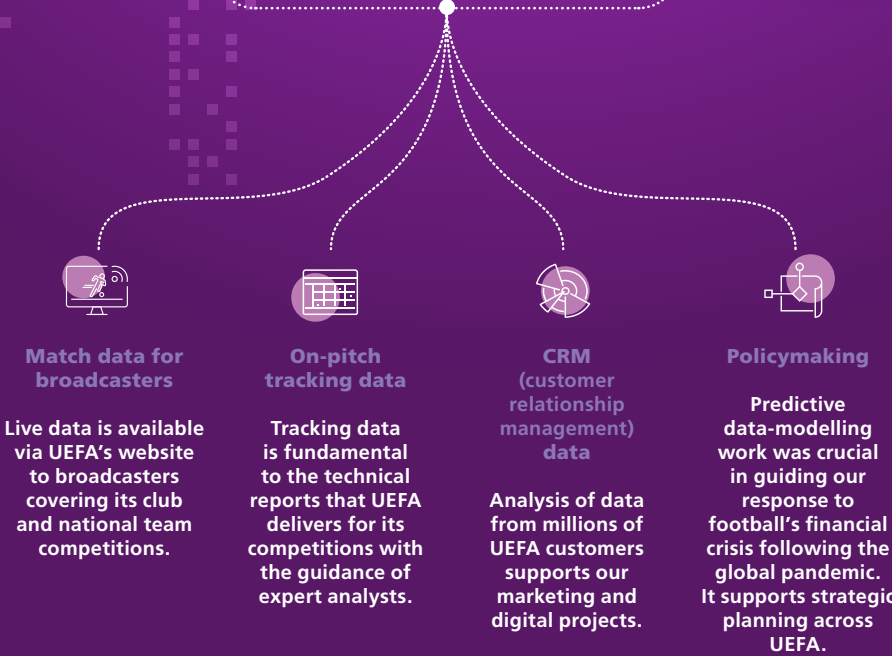 Match data for
broadcasters
Live data is available
via UEFA’s website
to broadcasters
covering its club
and national team
competitions.
On-pitch
tracking data
Tracking data
is fundamental
to the technical
reports that UEFA
delivers for its
competitions with
the guidance of
expert analysts.
CRM
(customer
relationship
management)
data
Analysis of data
from millions of
UEFA customers
supports our
marketing and
digital projects.
Policymaking
Predictive
data-modelling
work was crucial
in guiding our
response to
football’s financial
crisis following the
global pandemic.
It supports strategic
planning across
UEFA.